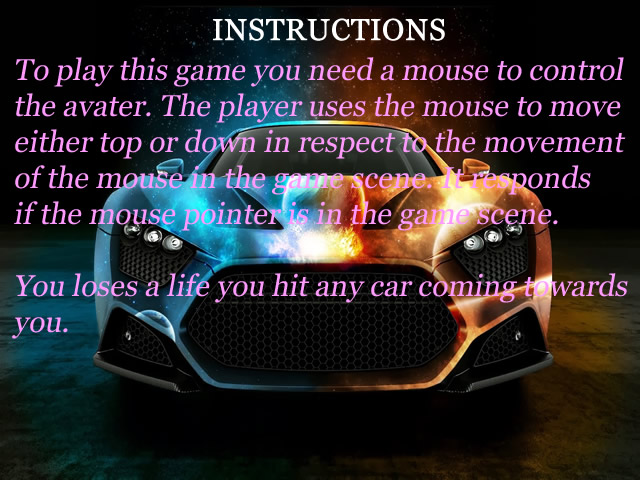 INSTRUCTIONS
To play this game you need a mouse to control
the avater. The player uses the mouse to move
either top or down in respect to the movement
of the mouse in the game scene. It responds
if the mouse pointer is in the game scene.
You loses a life you hit any car coming towards
you.